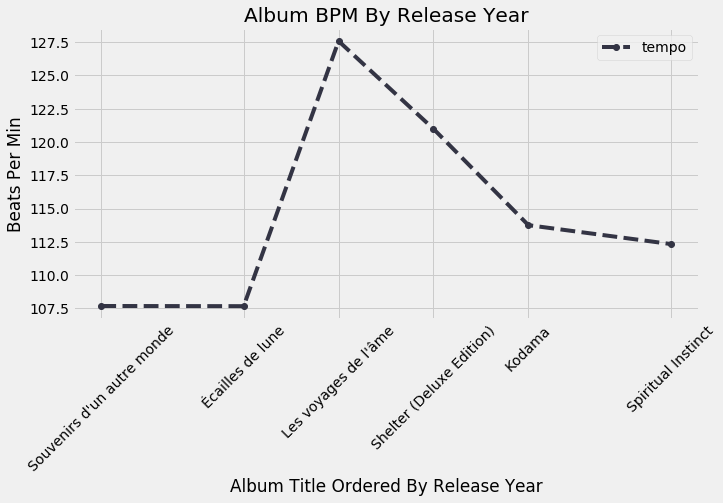 Album BPM By Release Year
tempo
Beats Per Min
127.5
125.0
122.5
120.0
117.5
115.0
112.5
110.0
107.5
Souvenirs d'un autre monde
Écailles de lune
Les voyages de l'âme
Shelter (Deluxe Edition)
Kodama
Spiritual Instinct
Album Title Ordered By Release Year